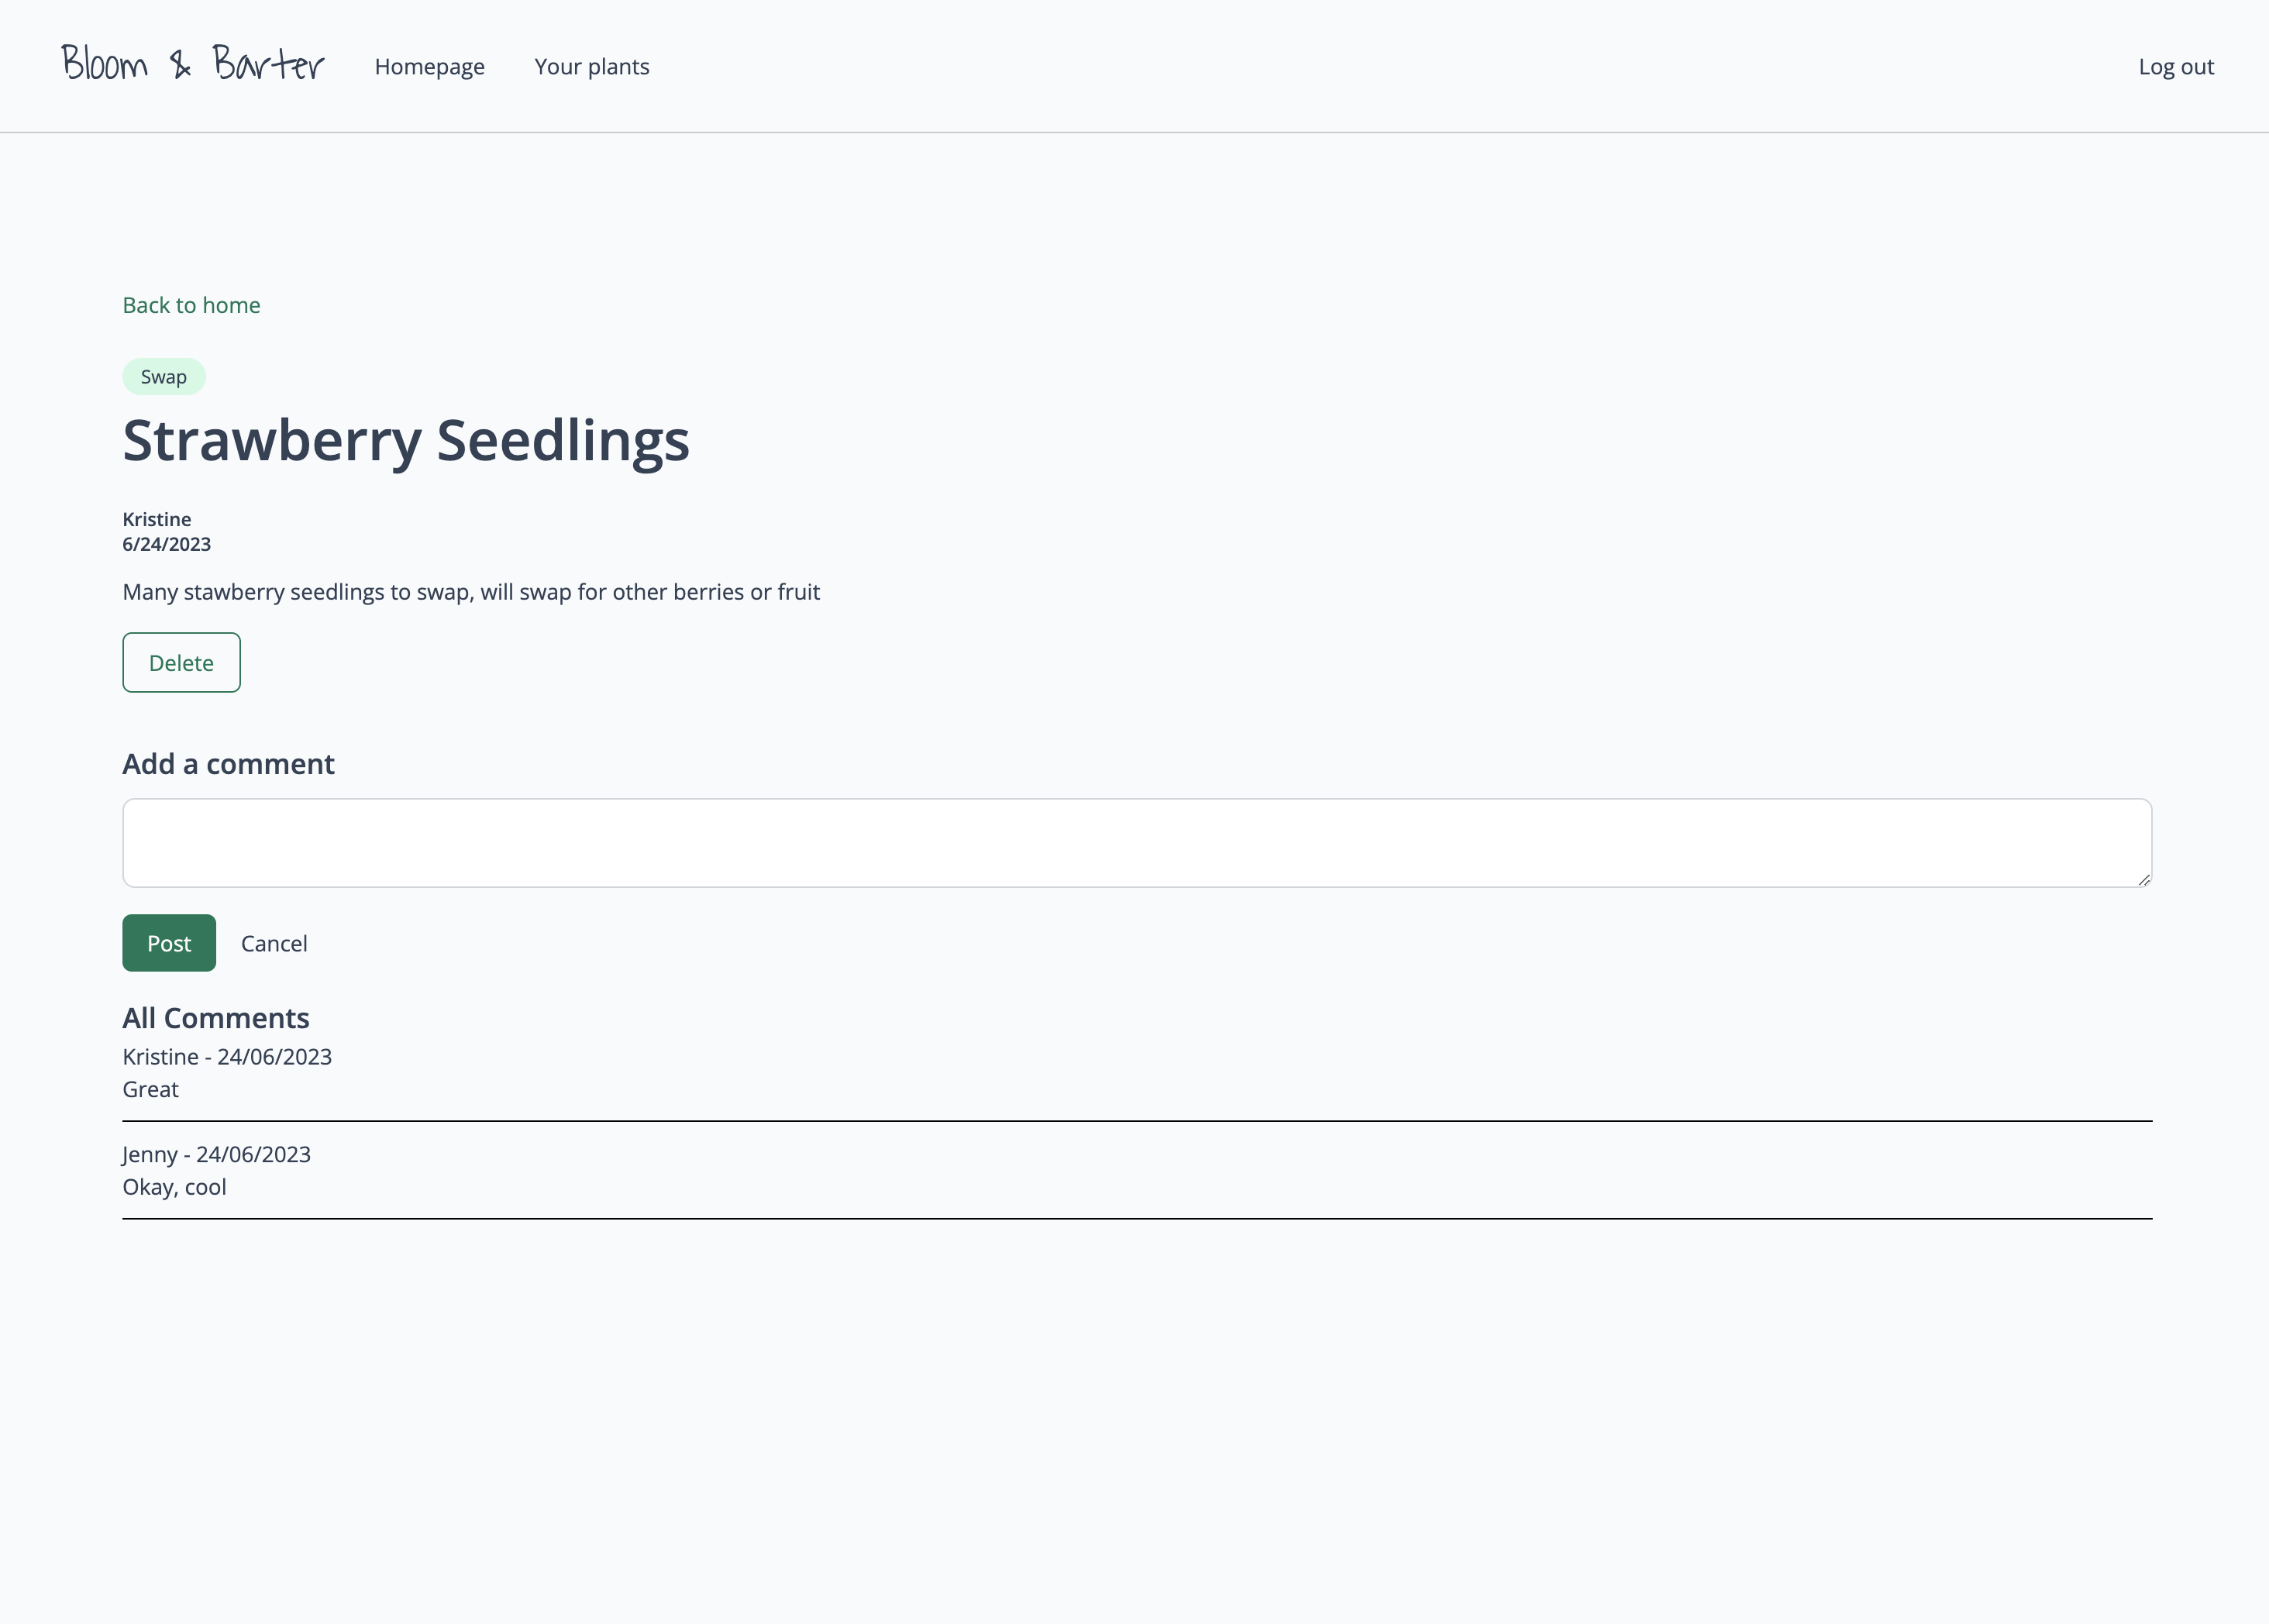 Bloom & Barter Homepage Your plants Log out
Back to home
Swap
Strawberry Seedlings
Kristine
6/24/2023
Many stawberry seedlings to swap, will swap for other berries or fruit
Delete
Add a comment
Post Cancel
All Comments
Kristine - 24/06/2023
Great
Jenny - 24/06/2023
Okay, cool